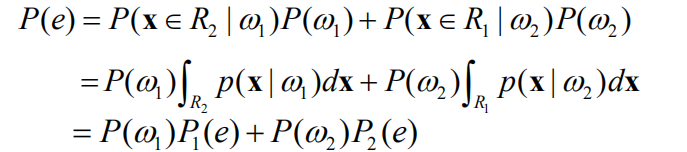 P(e) = P(x ∈ R₂ | ω₁)P(ω₁) + P(x ∈ R₁ | ω₂)P(ω₂)
= P(ω₁)∫_{R₂} p(x | ω₁)dx + P(ω₂)∫_{R₁} p(x | ω₂)dx
= P(ω₁)P₁(e) + P(ω₂)P₂(e)